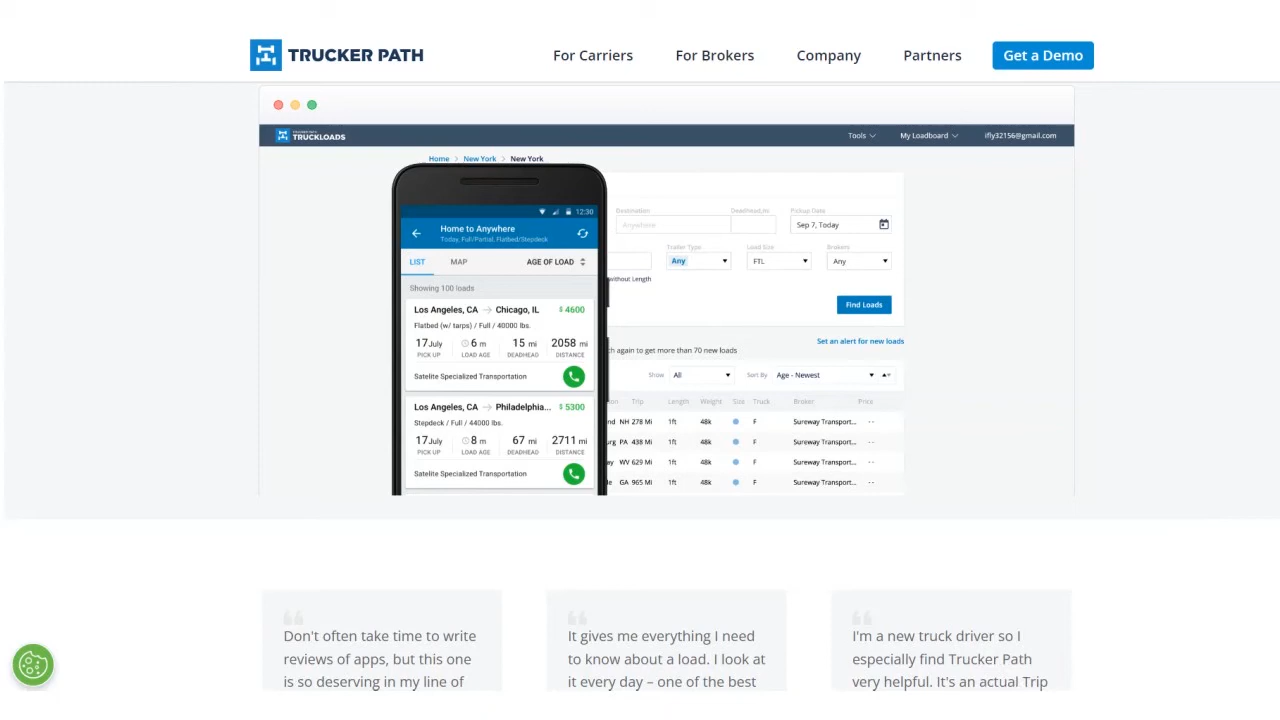 TRUCKER PATH
For Carriers
For Brokers
Company
Partners
Get a Demo
TRUCKER PATH
TRUCKLOADS
Tools
My Loadboard
ifly32156@gmail.com
Home > New York > New York
12:30
Home to Anywhere
Today, Full/Partial, Flatbed/Stepdeck
LIST MAP AGE OF LOAD
Showing 100 loads
Los Angeles, CA → Chicago, IL $ 4600
Flatbed (w/ tarps) / Full / 40000 lbs.
17July 6 m 15 mi 2058 mi
PICK UP LOAD AGE DEADHEAD DISTANCE
Satelite Specialized Transportation
Los Angeles, CA → Philadelphia... $ 5300
Stepdeck / Full / 44000 lbs.
17July 8 m 67 mi 2711 mi
PICK UP LOAD AGE DEADHEAD DISTANCE
Satelite Specialized Transportation
Destination Deadhead,mi Pickup Date
Anywhere Sep 7, Today
Trailer Type Load Size Brokers
Any FTL Any
without Length
Find Loads
Set an alert for new loads
again to get more than 70 new loads
Show All Sort By Age - Newest
Trip Length Weight Size Truck Broker Price
NH 278 Mi 1ft 48k F Sureway Transport... - -
PA 438 Mi 1ft 48k F Sureway Transport... - -
WV 629 Mi 1ft 48k F Sureway Transport... - -
GA 965 Mi 1ft 48k F Sureway Transport... - -
Don't often take time to write
reviews of apps, but this one
is so deserving in my line of
It gives me everything I need
to know about a load. I look at
it every day – one of the best
I'm a new truck driver so I
especially find Trucker Path
very helpful. It's an actual Trip